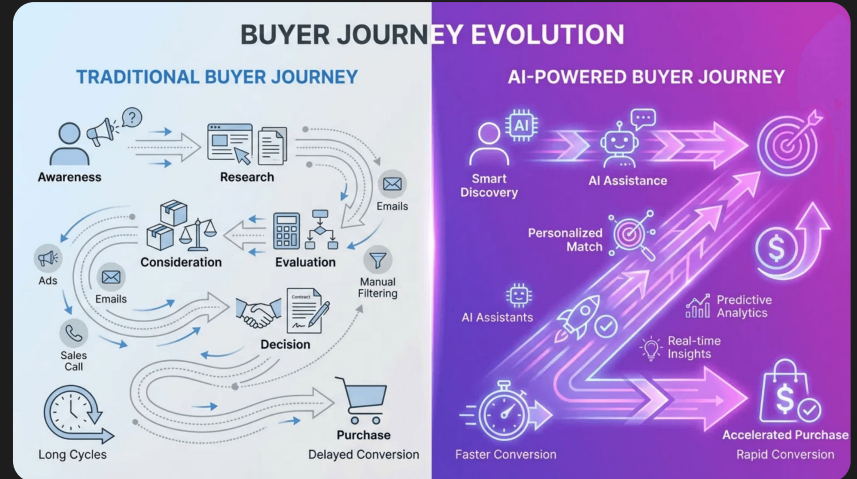 BUYER JOURNEY EVOLUTION
TRADITIONAL BUYER JOURNEY
?
Awareness
Research
Emails
Consideration
Evaluation
Ads
Emails
Manual
Filtering
Contract
Decision
Sales
Call
Long Cycles
Purchase
Delayed Conversion
AI-POWERED BUYER JOURNEY
AI
Smart
Discovery
AI Assistance
Personalized
Match
$
AI Assistants
Predictive
Analytics
Real-time
Insights
$
Faster Conversion
Accelerated Purchase
Rapid Conversion